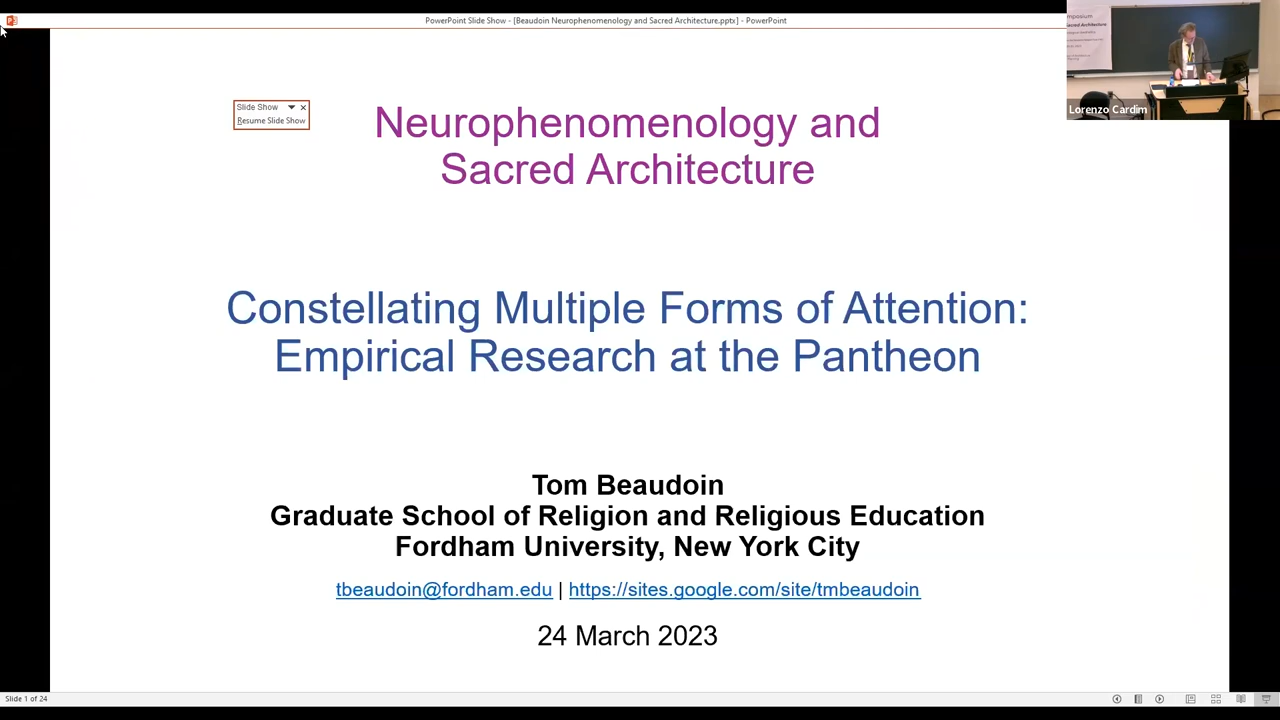 PowerPoint Slide Show - [Beaudoin Neurophenomenology and Sacred Architecture.pptx] - PowerPoint
Slide Show
Resume Slide Show
Neurophenomenology and
Sacred Architecture
Constellating Multiple Forms of Attention:
Empirical Research at the Pantheon
Tom Beaudoin
Graduate School of Religion and Religious Education
Fordham University, New York City
tbeaudoin@fordham.edu | https://sites.google.com/site/tmbeaudoin
24 March 2023
mposium
Sacred Architecture:
Lorenzo Cardim
Slide 1 of 24